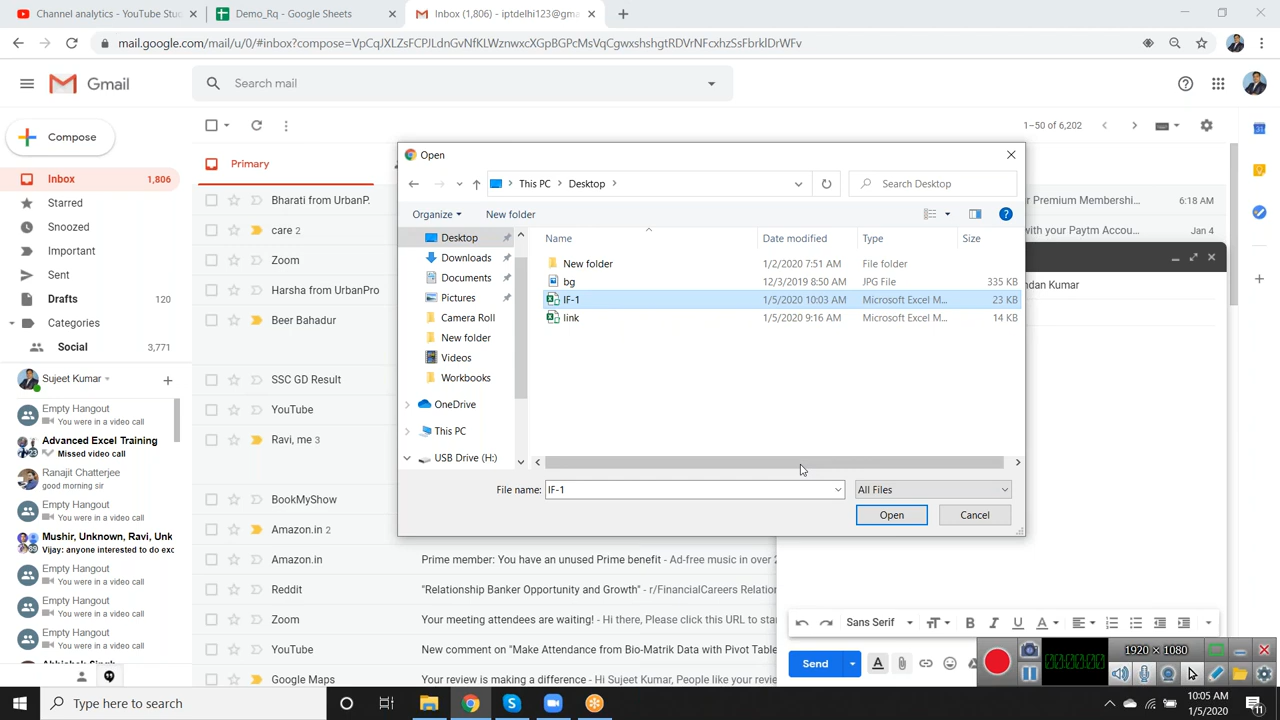 Channel analytics - YouTube Stu
Demo_Rq - Google Sheets
Inbox (1,806) - iptdelhi123@gma
mail.google.com/mail/u/0/#inbox?compose=VpCqJXLZsFCPJLdnGvNfKLWznwxcXGpBGPcMsVqCgwxshshgtRDVrNFcxhzSsFbrklDrWFv
Gmail
Search mail
Compose
1–50 of 6,202
Inbox 1,806
Starred
Snoozed
Important
Sent
Drafts 120
Categories
Social 3,771
Sujeet Kumar
Empty Hangout
You were in a video call
Advanced Excel Training
Missed video call
Ranajit Chatterjee
good morning sir
Empty Hangout
You were in a video call
Mushir, Unknown, Ravi, Unk
Vijay: anyone interested to do exc
Empty Hangout
You were in a video call
Empty Hangout
You were in a video call
Empty Hangout
You were in a video call
Primary
Bharati from UrbanP.
r Premium Membershi... 6:18 AM
care 2
with your Paytm Accou... Jan 4
Zoom
Harsha from UrbanPro
Beer Bahadur
SSC GD Result
YouTube
Ravi, me 3
BookMyShow
Amazon.in 2
Amazon.in Prime member: You have an unused Prime benefit - Ad-free music in over 2
Reddit "Relationship Banker Opportunity and Growth" - r/FinancialCareers Relation
Zoom Your meeting attendees are waiting! - Hi there, Please click this URL to star
YouTube New comment on "Make Attendance from Bio-Matrik Data with Pivot Table
Google Maps Your review is making a difference - Hi Sujeet Kumar, People like your revie
ndan Kumar
Open
This PC Desktop
Search Desktop
Organize New folder
Desktop
Downloads
Documents
Pictures
Camera Roll
New folder
Videos
Workbooks
OneDrive
This PC
USB Drive (H:)
Name Date modified Type Size
New folder 1/2/2020 7:51 AM File folder
bg 12/3/2019 8:50 AM JPG File 335 KB
IF-1 1/5/2020 10:03 AM Microsoft Excel M... 23 KB
link 1/5/2020 9:16 AM Microsoft Excel M... 14 KB
File name: IF-1
All Files
Open Cancel
Sans Serif
Send
1920 × 1080
00:00:00
Type here to search
10:05 AM
1/5/2020
11